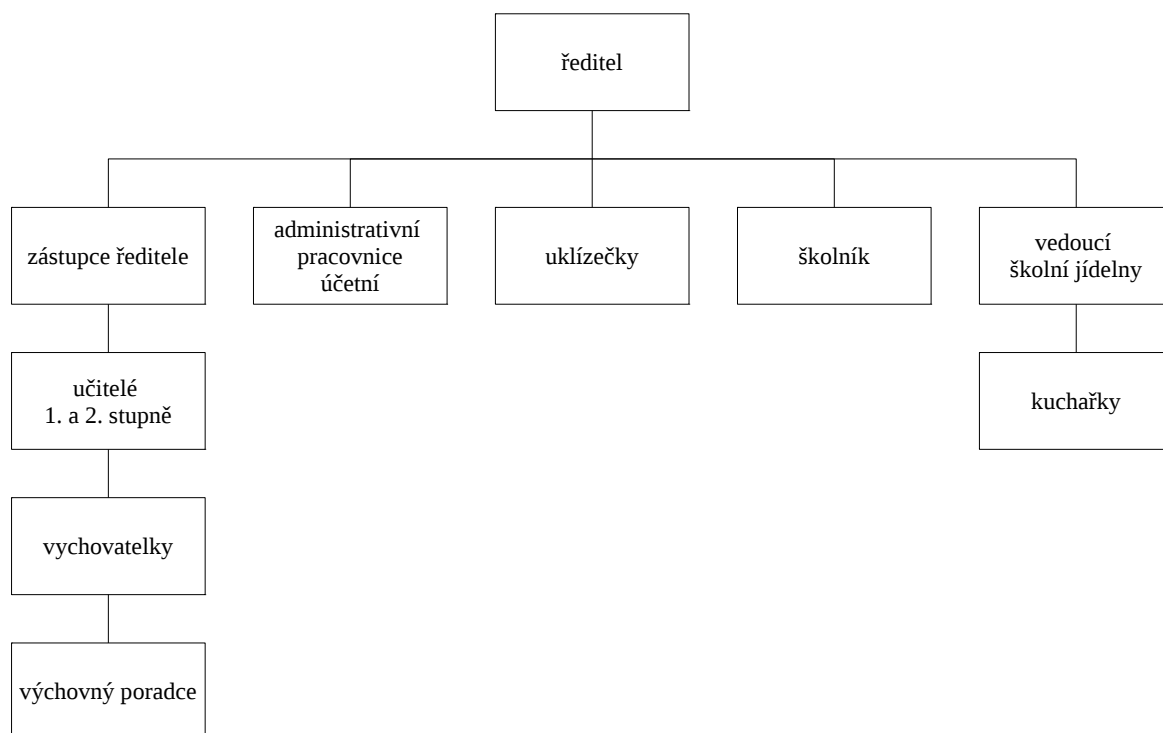 ředitel
zástupce ředitele
administrativní
pracovnice
účetní
uklízečky
školník
vedoucí
školní jídelny
učitelé
1. a 2. stupně
kuchařky
vychovatelky
výchovný poradce